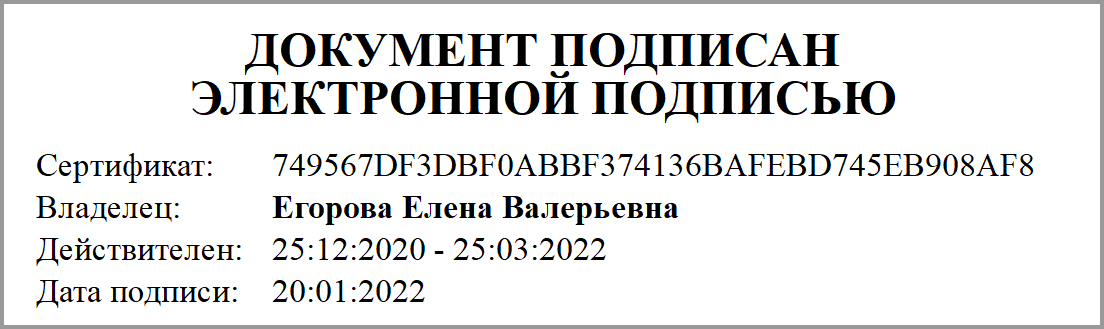 ДОКУМЕНТ ПОДПИСАН
ЭЛЕКТРОННОЙ ПОДПИСЬЮ
Сертификат: 749567DF3DBF0ABBF374136BAFEBD745EB908AF8
Владелец: Егорова Елена Валерьевна
Действителен: 25:12:2020 - 25:03:2022
Дата подписи: 20:01:2022